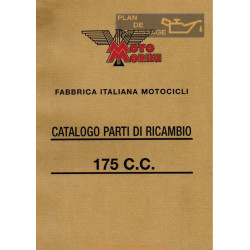 PLAN
DE
GRAISSAGE
MOTO
MORINI
FABBRICA ITALIANA MOTOCICLI
CATALOGO PARTI DI RICAMBIO
175 C.C.